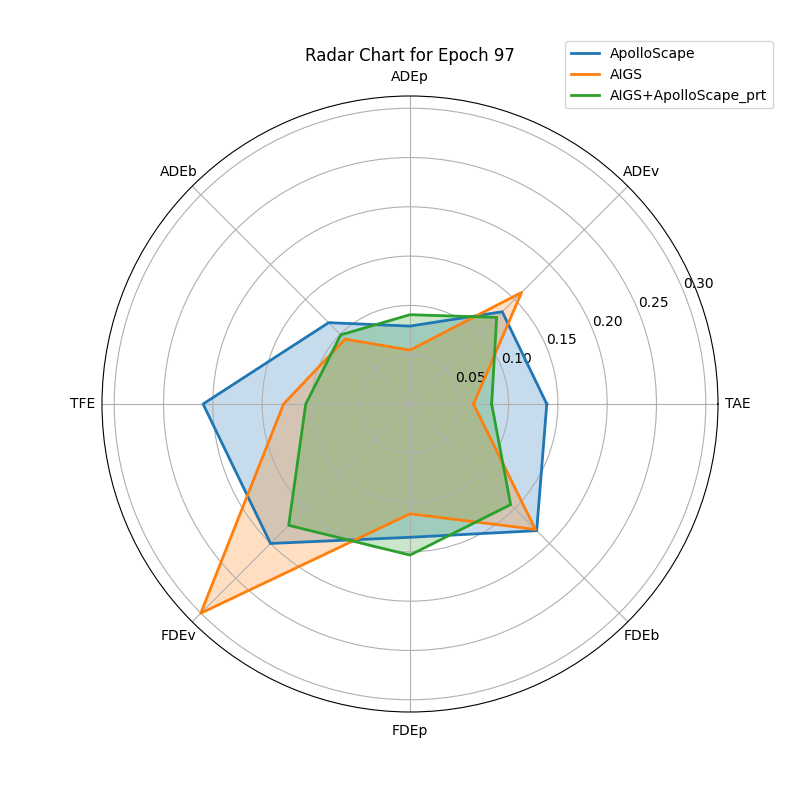 Radar Chart for Epoch 97
ApolloScape
AIGS
AIGS+ApolloScape_prt
ADEp
ADEb
ADEv
0.30
0.25
0.20
0.15
0.10
0.05
TFE
TAE
FDEv
FDEb
FDEp